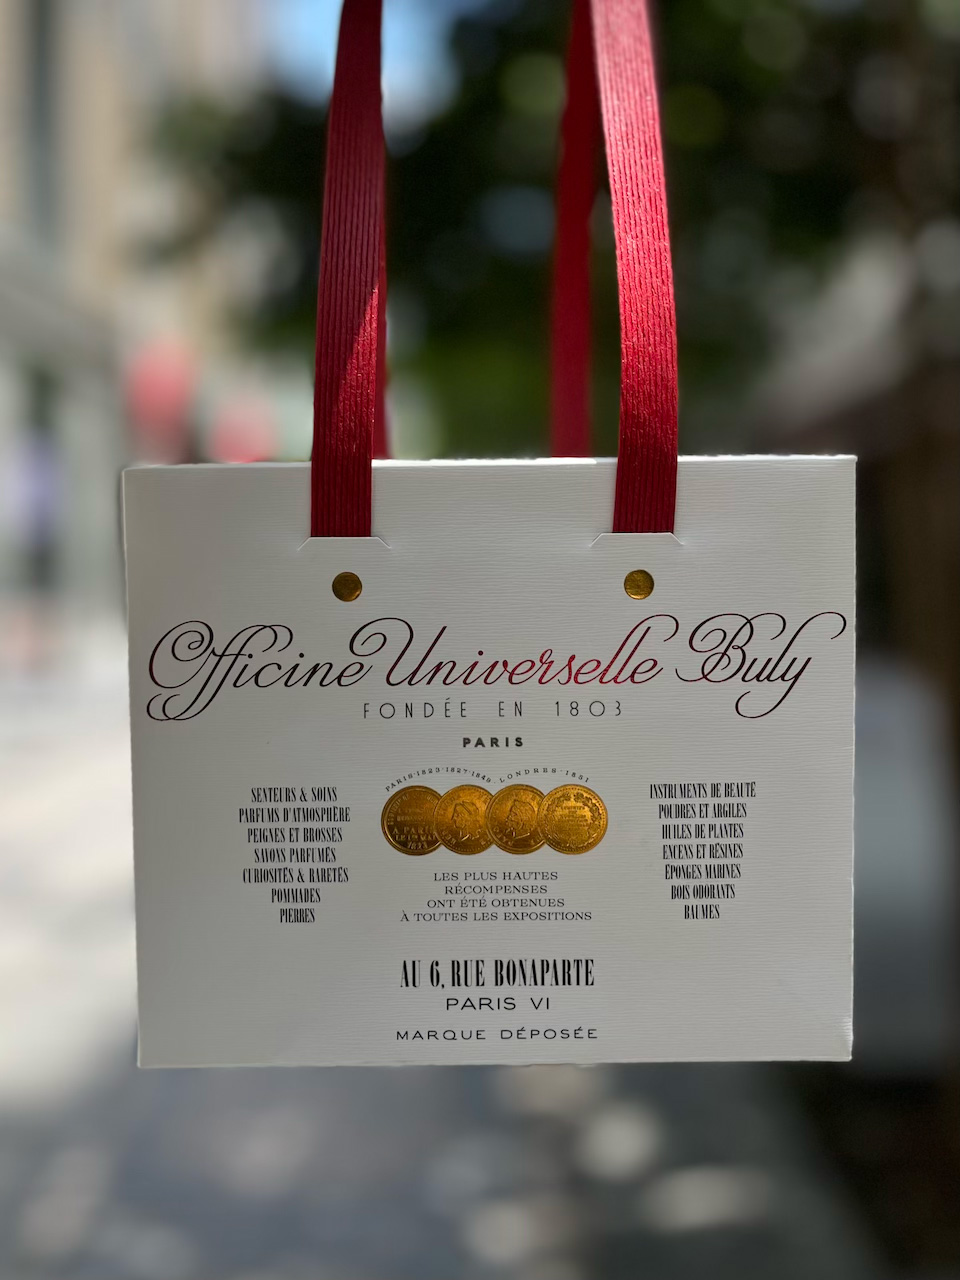 Officine Universelle Buly
FONDÉE EN 1803
PARIS
PARIS·1823·1827·1849·LONDRES·1851
SENTEURS & SOINS
PARFUMS D'ATMOSPHÈRE
PEIGNES ET BROSSES
SAVONS PARFUMÉS
CURIOSITÉS & RARETÉS
POMMADES
PIERRES
A PARIS
1823
LES PLUS HAUTES
RÉCOMPENSES
ONT ÉTÉ OBTENUES
À TOUTES LES EXPOSITIONS
INSTRUMENTS DE BEAUTÉ
POUDRES ET ARGILES
HUILES DE PLANTES
ENCENS ET RÉSINES
ÉPONGES MARINES
BOIS ODORANTS
BAUMES
AU 6, RUE BONAPARTE
PARIS VI
MARQUE DÉPOSÉE